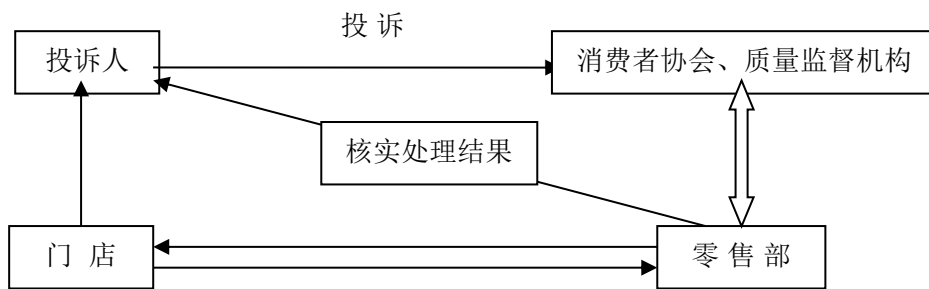 投 诉
投诉人
消费者协会、质量监督机构
核实处理结果
门 店
零 售 部